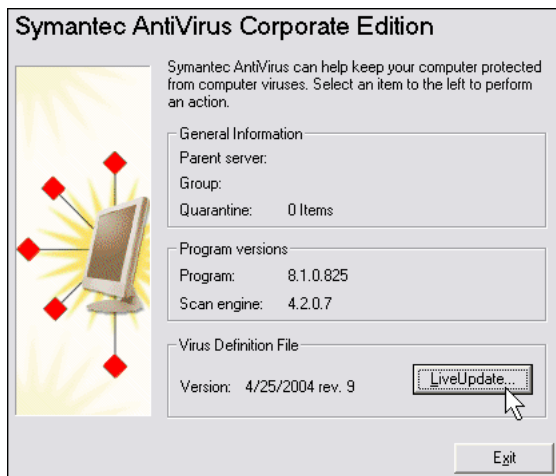 Symantec AntiVirus Corporate Edition
Symantec AntiVirus can help keep your computer protected
from computer viruses. Select an item to the left to perform
an action.
General Information
Parent server:
Group:
Quarantine: 0 Items
Program versions
Program: 8.1.0.825
Scan engine: 4.2.0.7
Virus Definition File
Version: 4/25/2004 rev. 9
LiveUpdate...
Exit